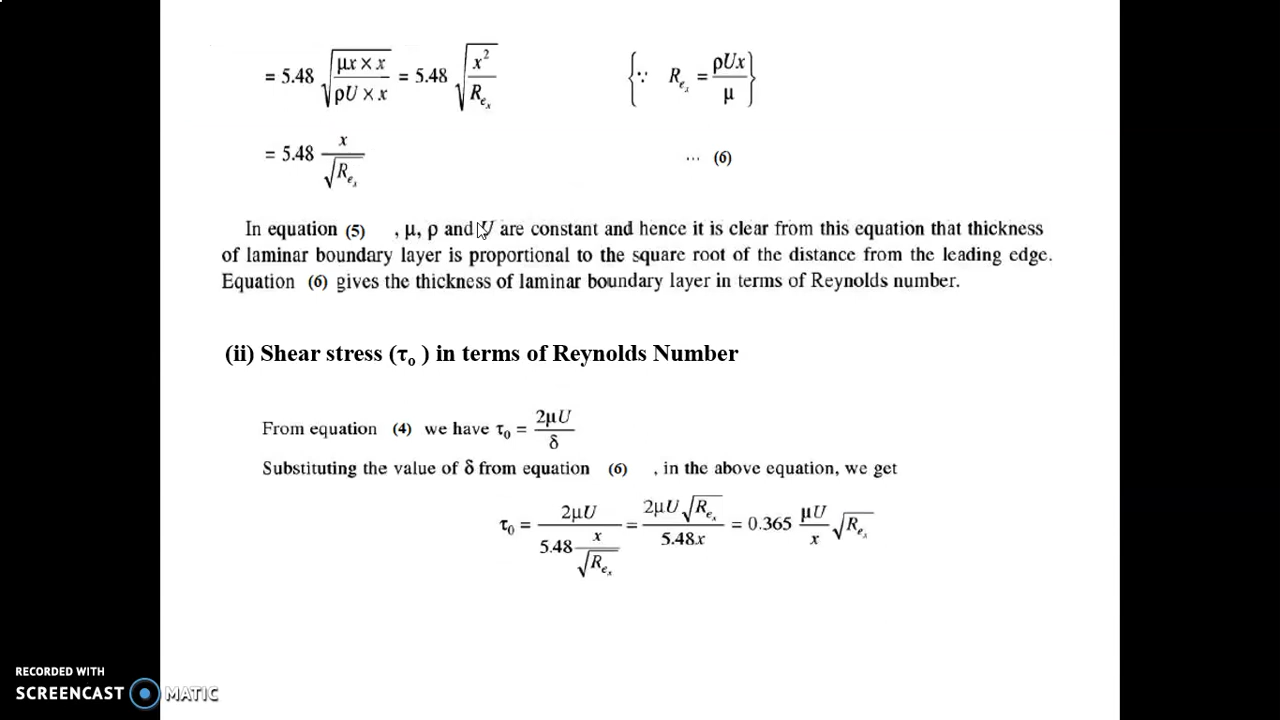 = 5.48 √(μx × x / ρU × x) = 5.48 √(x² / R_eₓ) {∵ R_eₓ = ρUx / μ}
= 5.48 x / √R_eₓ ... (6)
In equation (5) , μ, ρ and U are constant and hence it is clear from this equation that thickness
of laminar boundary layer is proportional to the square root of the distance from the leading edge.
Equation (6) gives the thickness of laminar boundary layer in terms of Reynolds number.
(ii) Shear stress (τₒ ) in terms of Reynolds Number
From equation (4) we have τ₀ = 2μU / δ
Substituting the value of δ from equation (6) , in the above equation, we get
τ₀ = 2μU / (5.48 x / √R_eₓ) = 2μU √R_eₓ / 5.48x = 0.365 μU / x √R_eₓ
RECORDED WITH
SCREENCAST MATIC